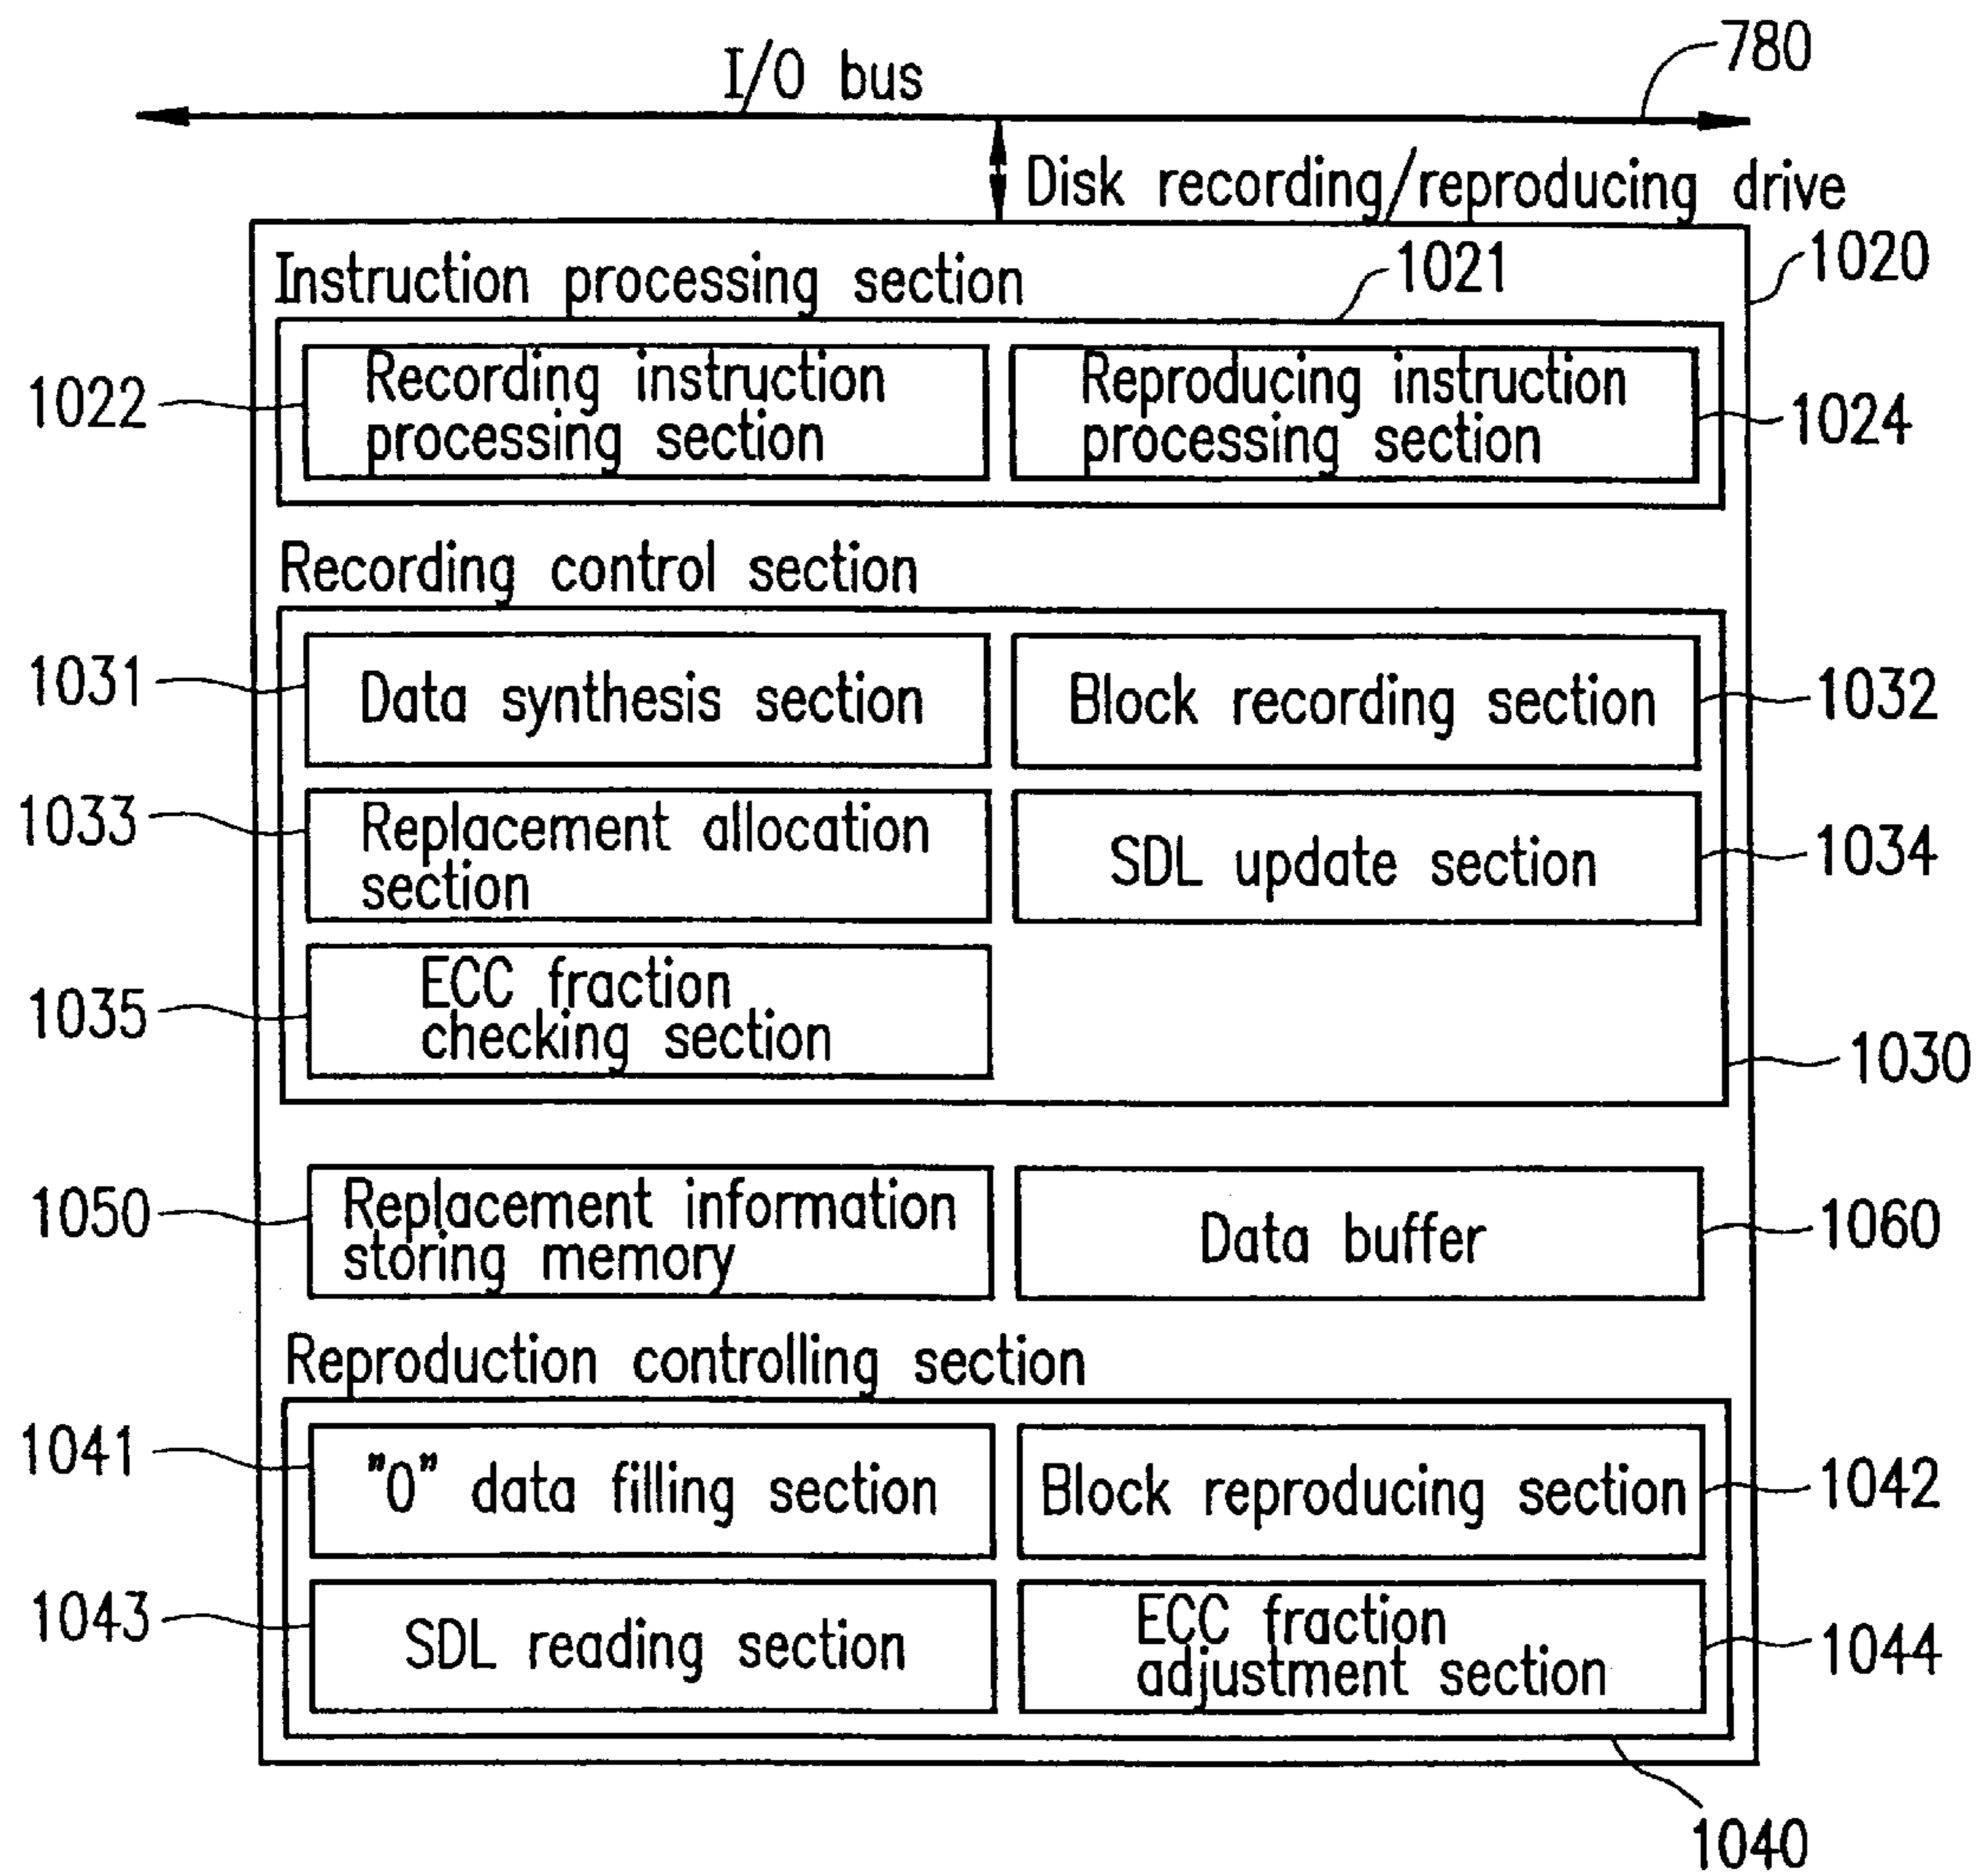 780
I/O bus
Disk recording/reproducing drive
1020
Instruction processing section
1021
1022
Recording instruction
processing section
Reproducing instruction
processing section
1024
Recording control section
1031
Data synthesis section
Block recording section
1032
1033
Replacement allocation
section
SDL update section
1034
1035
ECC fraction
checking section
1030
1050
Replacement information
storing memory
Data buffer
1060
Reproduction controlling section
1041
"0" data filling section
Block reproducing section
1042
1043
SDL reading section
ECC fraction
adjustment section
1044
1040